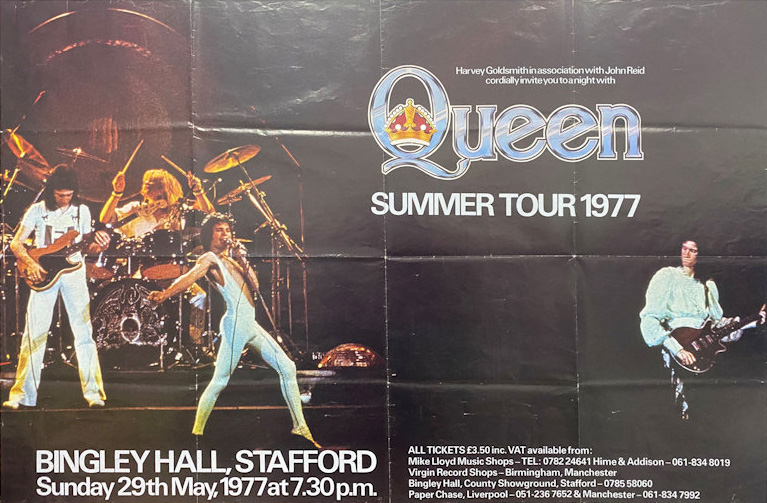 Harvey Goldsmith in association with John Reid
cordially invite you to a night with
Queen
SUMMER TOUR 1977
BINGLEY HALL, STAFFORD
Sunday 29th May, 1977 at 7.30 p.m.
ALL TICKETS £3.50 inc. VAT available from:
Mike Lloyd Music Shops – TEL: 0782 24641 Hime & Addison – 061-834 8019
Virgin Record Shops – Birmingham, Manchester
Bingley Hall, County Showground, Stafford – 0785 58060
Paper Chase, Liverpool – 051-236 7652 & Manchester – 061-834 7992